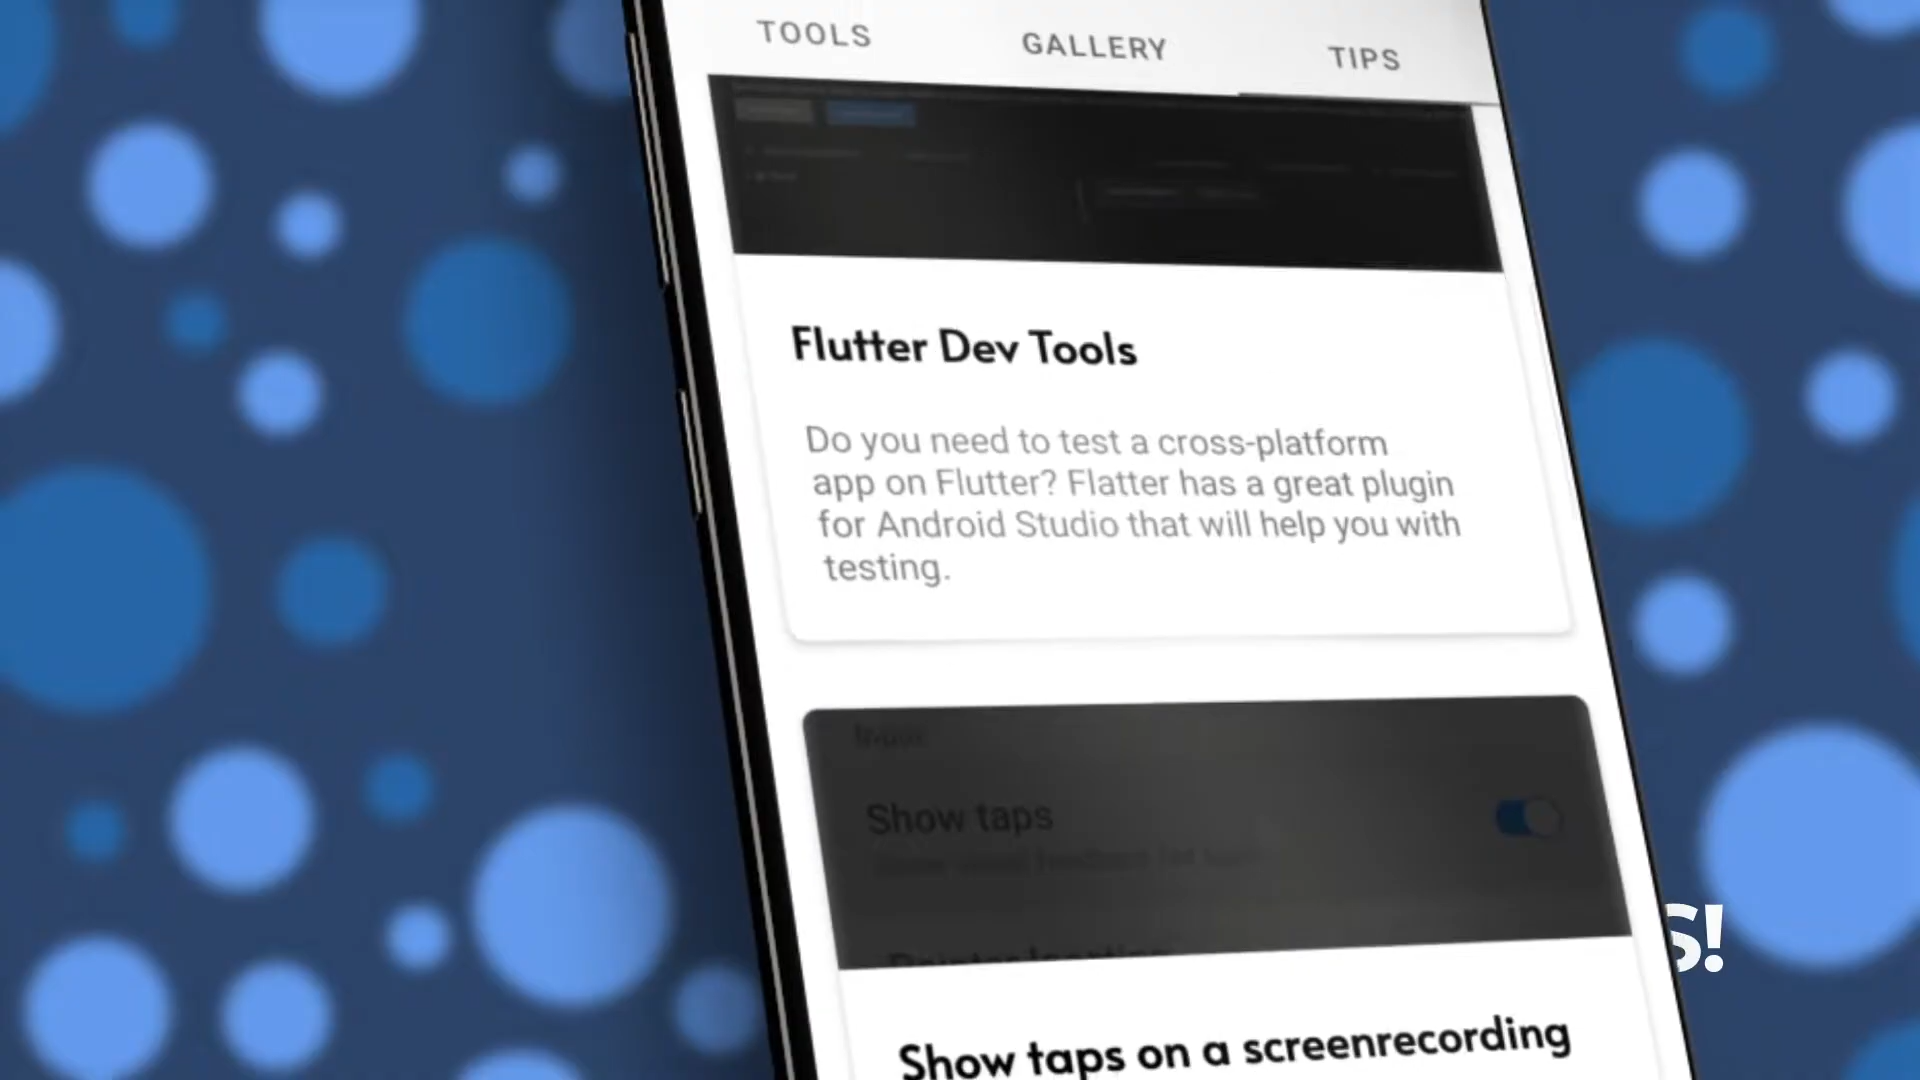 TOOLS
GALLERY
TIPS
Flutter Dev Tools
Do you need to test a cross-platform
app on Flutter? Flatter has a great plugin
for Android Studio that will help you with
testing.
Show taps
S!
Show taps on a screenrecording